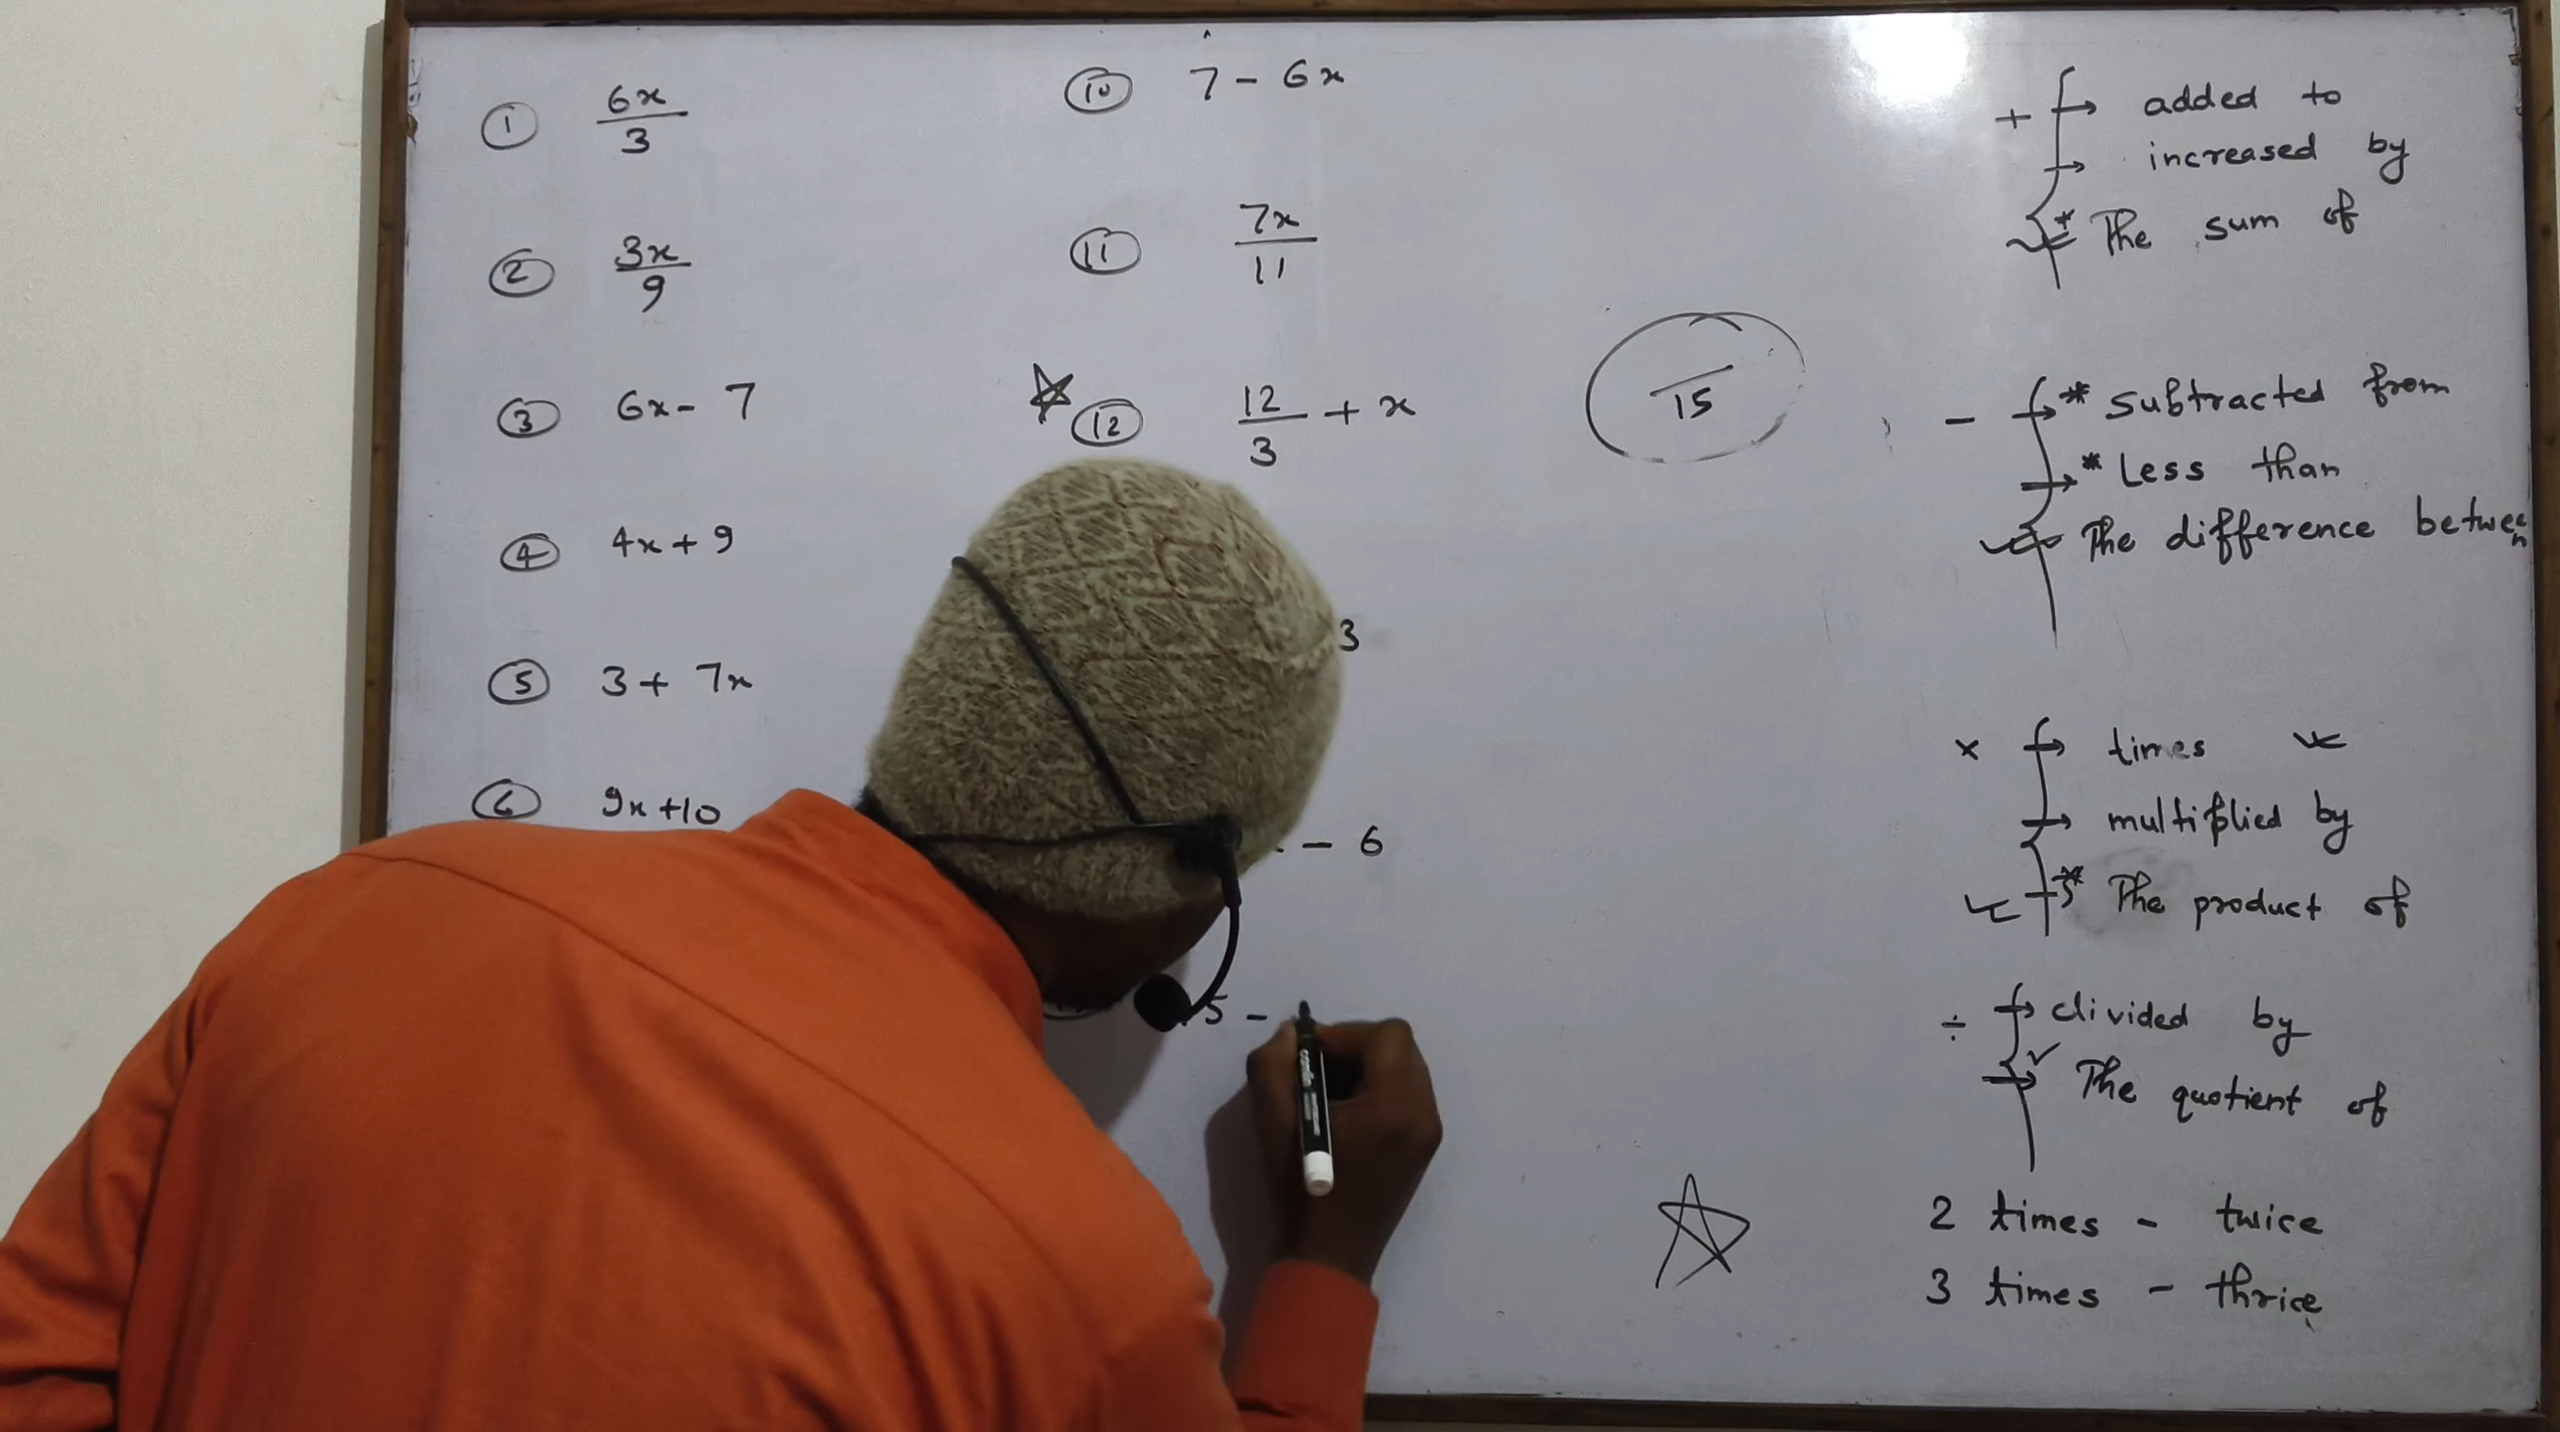 ① 6x/3
② 3x/9
③ 6x - 7
④ 4x + 9
⑤ 3 + 7x
⑥ 9x + 10
⑩ 7 - 6x
⑪ 7x/11
⑫ 12/3 + x
3
- 6
5 -
15
+ → added to
→ increased by
* The sum of
- → * subtracted from
→ * Less than
The difference between
× → times
→ multiplied by
* The product of
÷ → divided by
→ ✓ The quotient of
2 times - twice
3 times - thrice